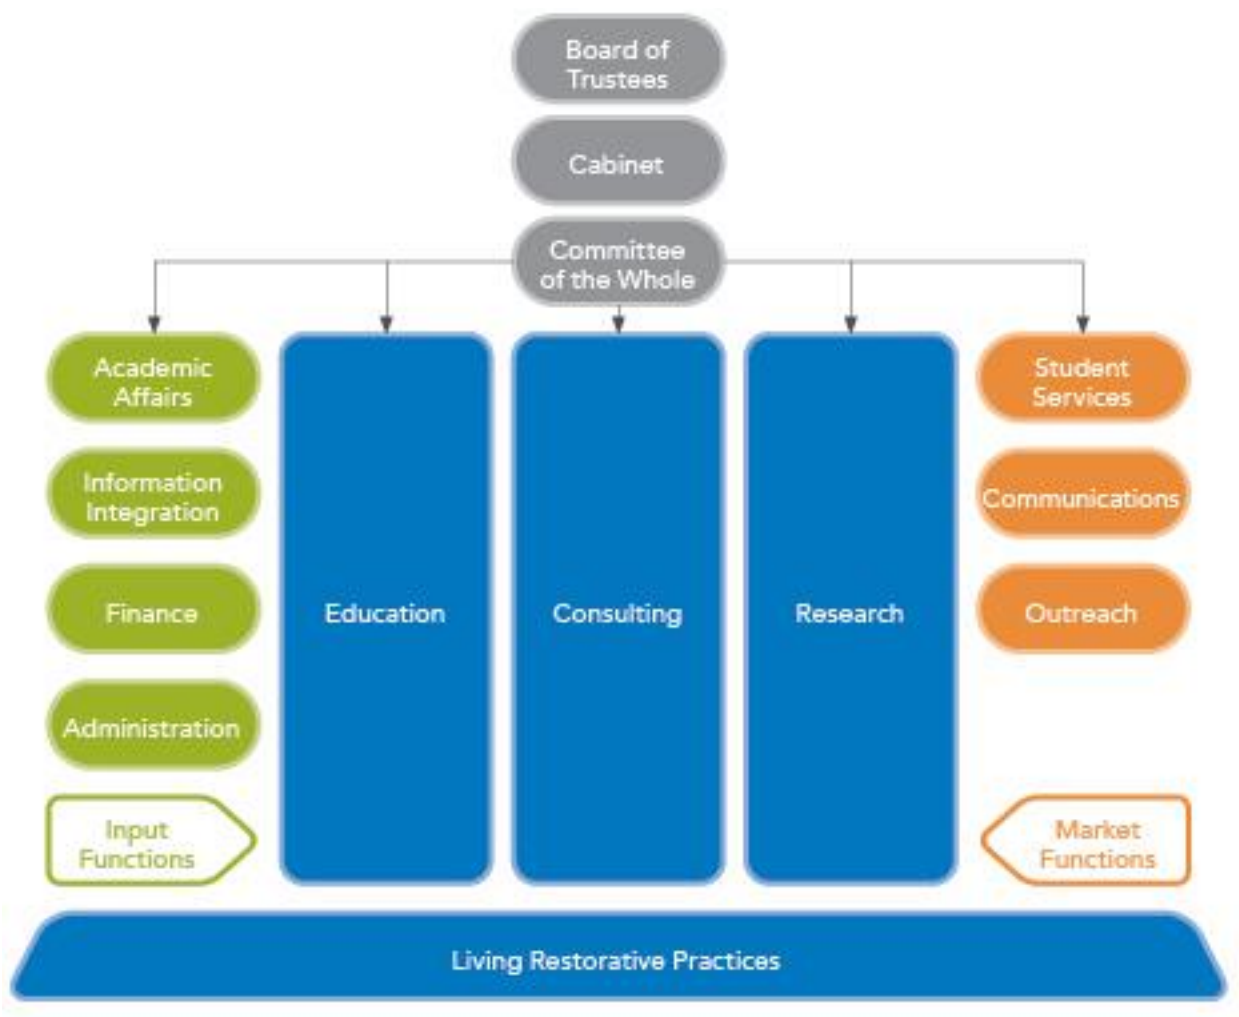 Board of
Trustees
Cabinet
Committee
of the Whole
Academic
Affairs
Information
Integration
Finance
Administration
Input
Functions
Education
Consulting
Research
Student
Services
Communications
Outreach
Market
Functions
Living Restorative Practices